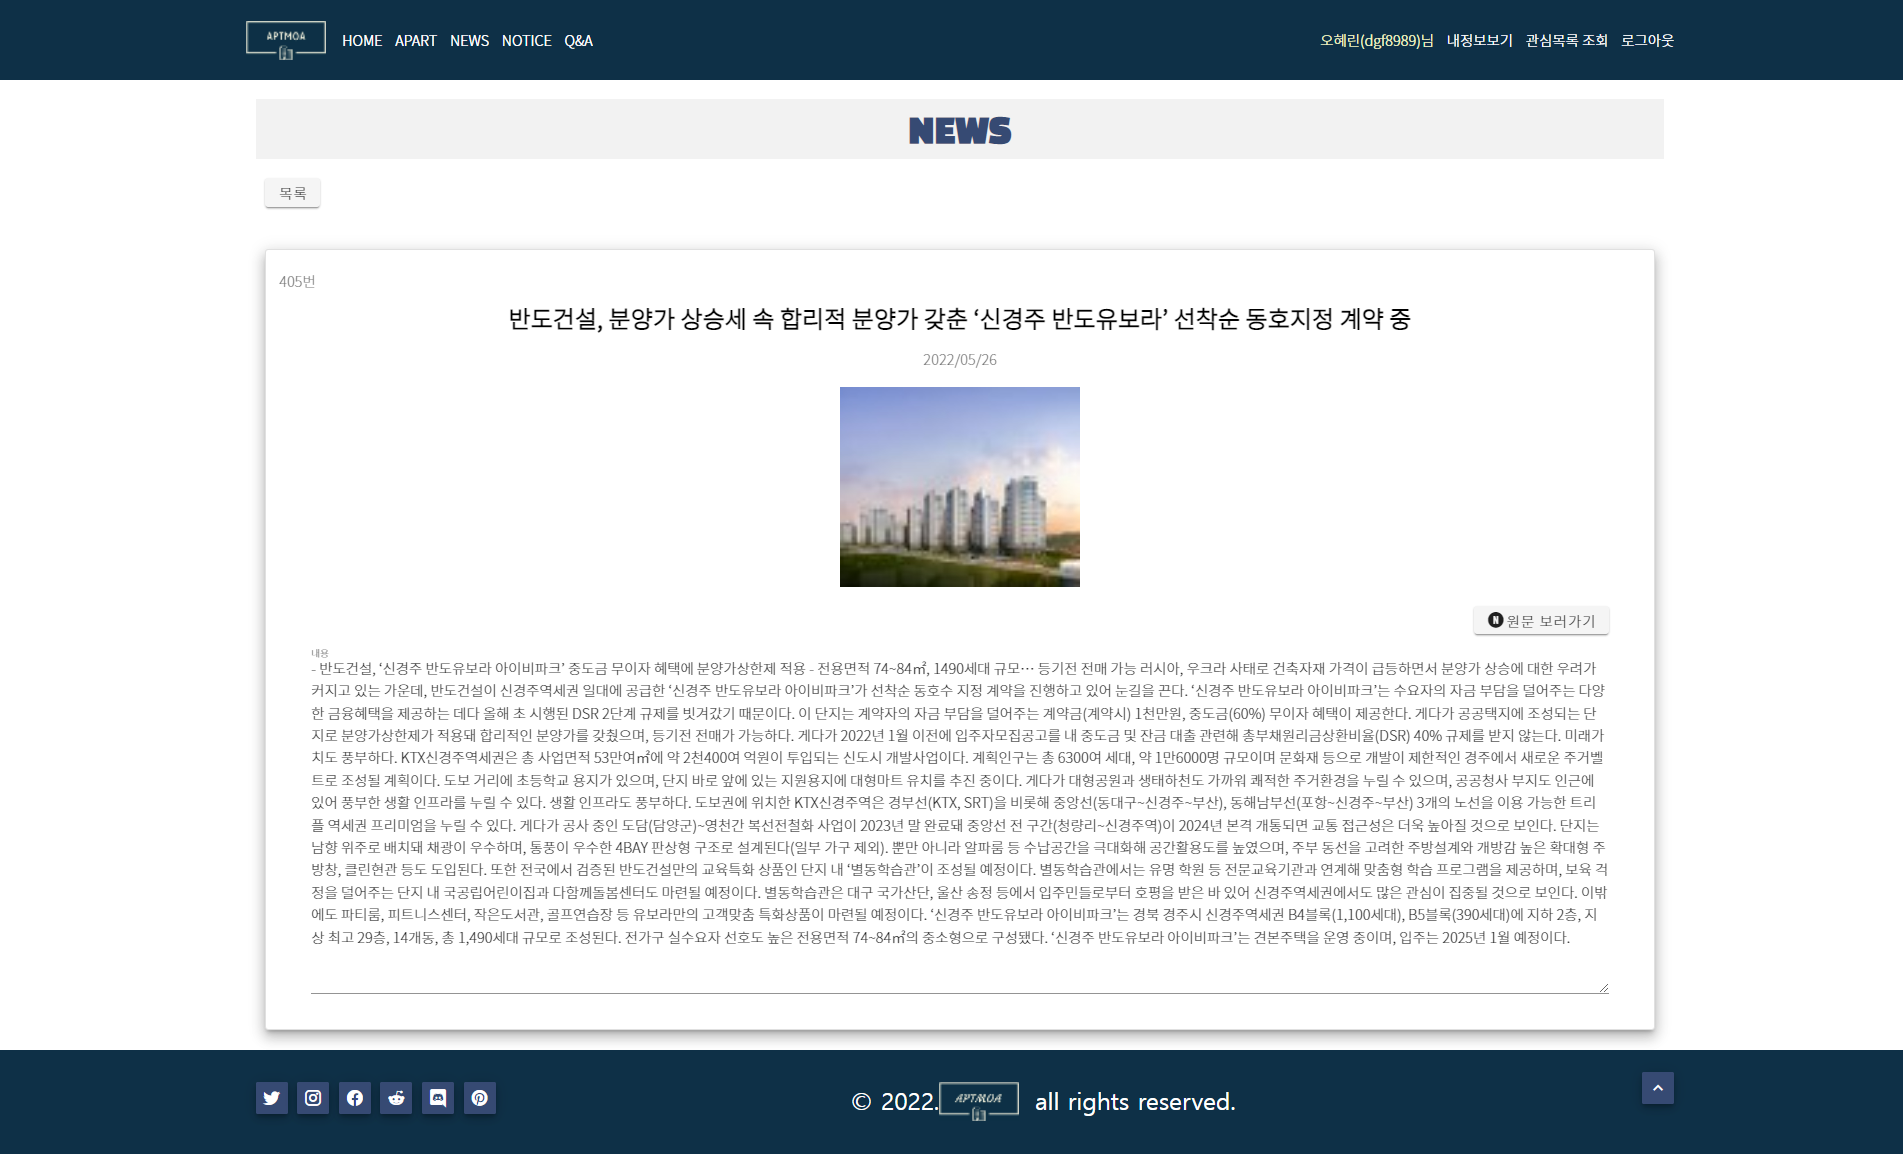 APTMOA HOME APART NEWS NOTICE Q&A 오혜린(dgf8989)님 내정보보기 관심목록 조회 로그아웃
NEWS
목록
405번
반도건설, 분양가 상승세 속 합리적 분양가 갖춘 ‘신경주 반도유보라’ 선착순 동호지정 계약 중
2022/05/26
N 원문 보러가기
내용
- 반도건설, ‘신경주 반도유보라 아이비파크’ 중도금 무이자 혜택에 분양가상한제 적용 - 전용면적 74~84㎡, 1490세대 규모… 등기전 전매 가능 러시아, 우크라 사태로 건축자재 가격이 급등하면서 분양가 상승에 대한 우려가
커지고 있는 가운데, 반도건설이 신경주역세권 일대에 공급한 ‘신경주 반도유보라 아이비파크’가 선착순 동호수 지정 계약을 진행하고 있어 눈길을 끈다. ‘신경주 반도유보라 아이비파크’는 수요자의 자금 부담을 덜어주는 다양
한 금융혜택을 제공하는 데다 올해 초 시행된 DSR 2단계 규제를 빗겨갔기 때문이다. 이 단지는 계약자의 자금 부담을 덜어주는 계약금(계약시) 1천만원, 중도금(60%) 무이자 혜택이 제공한다. 게다가 공공택지에 조성되는 단
지로 분양가상한제가 적용돼 합리적인 분양가를 갖췄으며, 등기전 전매가 가능하다. 게다가 2022년 1월 이전에 입주자모집공고를 내 중도금 및 잔금 대출 관련해 총부채원리금상환비율(DSR) 40% 규제를 받지 않는다. 미래가
치도 풍부하다. KTX신경주역세권은 총 사업면적 53만여㎡에 약 2천400여 억원이 투입되는 신도시 개발사업이다. 계획인구는 총 6300여 세대, 약 1만6000명 규모이며 문화재 등으로 개발이 제한적인 경주에서 새로운 주거벨
트로 조성될 계획이다. 도보 거리에 초등학교 용지가 있으며, 단지 바로 앞에 있는 지원용지에 대형마트 유치를 추진 중이다. 게다가 대형공원과 생태하천도 가까워 쾌적한 주거환경을 누릴 수 있으며, 공공청사 부지도 인근에
있어 풍부한 생활 인프라를 누릴 수 있다. 생활 인프라도 풍부하다. 도보권에 위치한 KTX신경주역은 경부선(KTX, SRT)을 비롯해 중앙선(동대구~신경주~부산), 동해남부선(포항~신경주~부산) 3개의 노선을 이용 가능한 트리
플 역세권 프리미엄을 누릴 수 있다. 게다가 공사 중인 도담(담양군)~영천간 복선전철화 사업이 2023년 말 완료돼 중앙선 전 구간(청량리~신경주역)이 2024년 본격 개통되면 교통 접근성은 더욱 높아질 것으로 보인다. 단지는
남향 위주로 배치돼 채광이 우수하며, 통풍이 우수한 4BAY 판상형 구조로 설계된다(일부 가구 제외). 뿐만 아니라 알파룸 등 수납공간을 극대화해 공간활용도를 높였으며, 주부 동선을 고려한 주방설계와 개방감 높은 확대형 주
방창, 클린현관 등도 도입된다. 또한 전국에서 검증된 반도건설만의 교육특화 상품인 단지 내 ‘별동학습관’이 조성될 예정이다. 별동학습관에서는 유명 학원 등 전문교육기관과 연계해 맞춤형 학습 프로그램을 제공하며, 보육 걱
정을 덜어주는 단지 내 국공립어린이집과 다함께돌봄센터도 마련될 예정이다. 별동학습관은 대구 국가산단, 울산 송정 등에서 입주민들로부터 호평을 받은 바 있어 신경주역세권에서도 많은 관심이 집중될 것으로 보인다. 이밖
에도 파티룸, 피트니스센터, 작은도서관, 골프연습장 등 유보라만의 고객맞춤 특화상품이 마련될 예정이다. ‘신경주 반도유보라 아이비파크’는 경북 경주시 신경주역세권 B4블록(1,100세대), B5블록(390세대)에 지하 2층, 지
상 최고 29층, 14개동, 총 1,490세대 규모로 조성된다. 전가구 실수요자 선호도 높은 전용면적 74~84㎡의 중소형으로 구성됐다. ‘신경주 반도유보라 아이비파크’는 견본주택을 운영 중이며, 입주는 2025년 1월 예정이다.
© 2022. APTMOA all rights reserved.